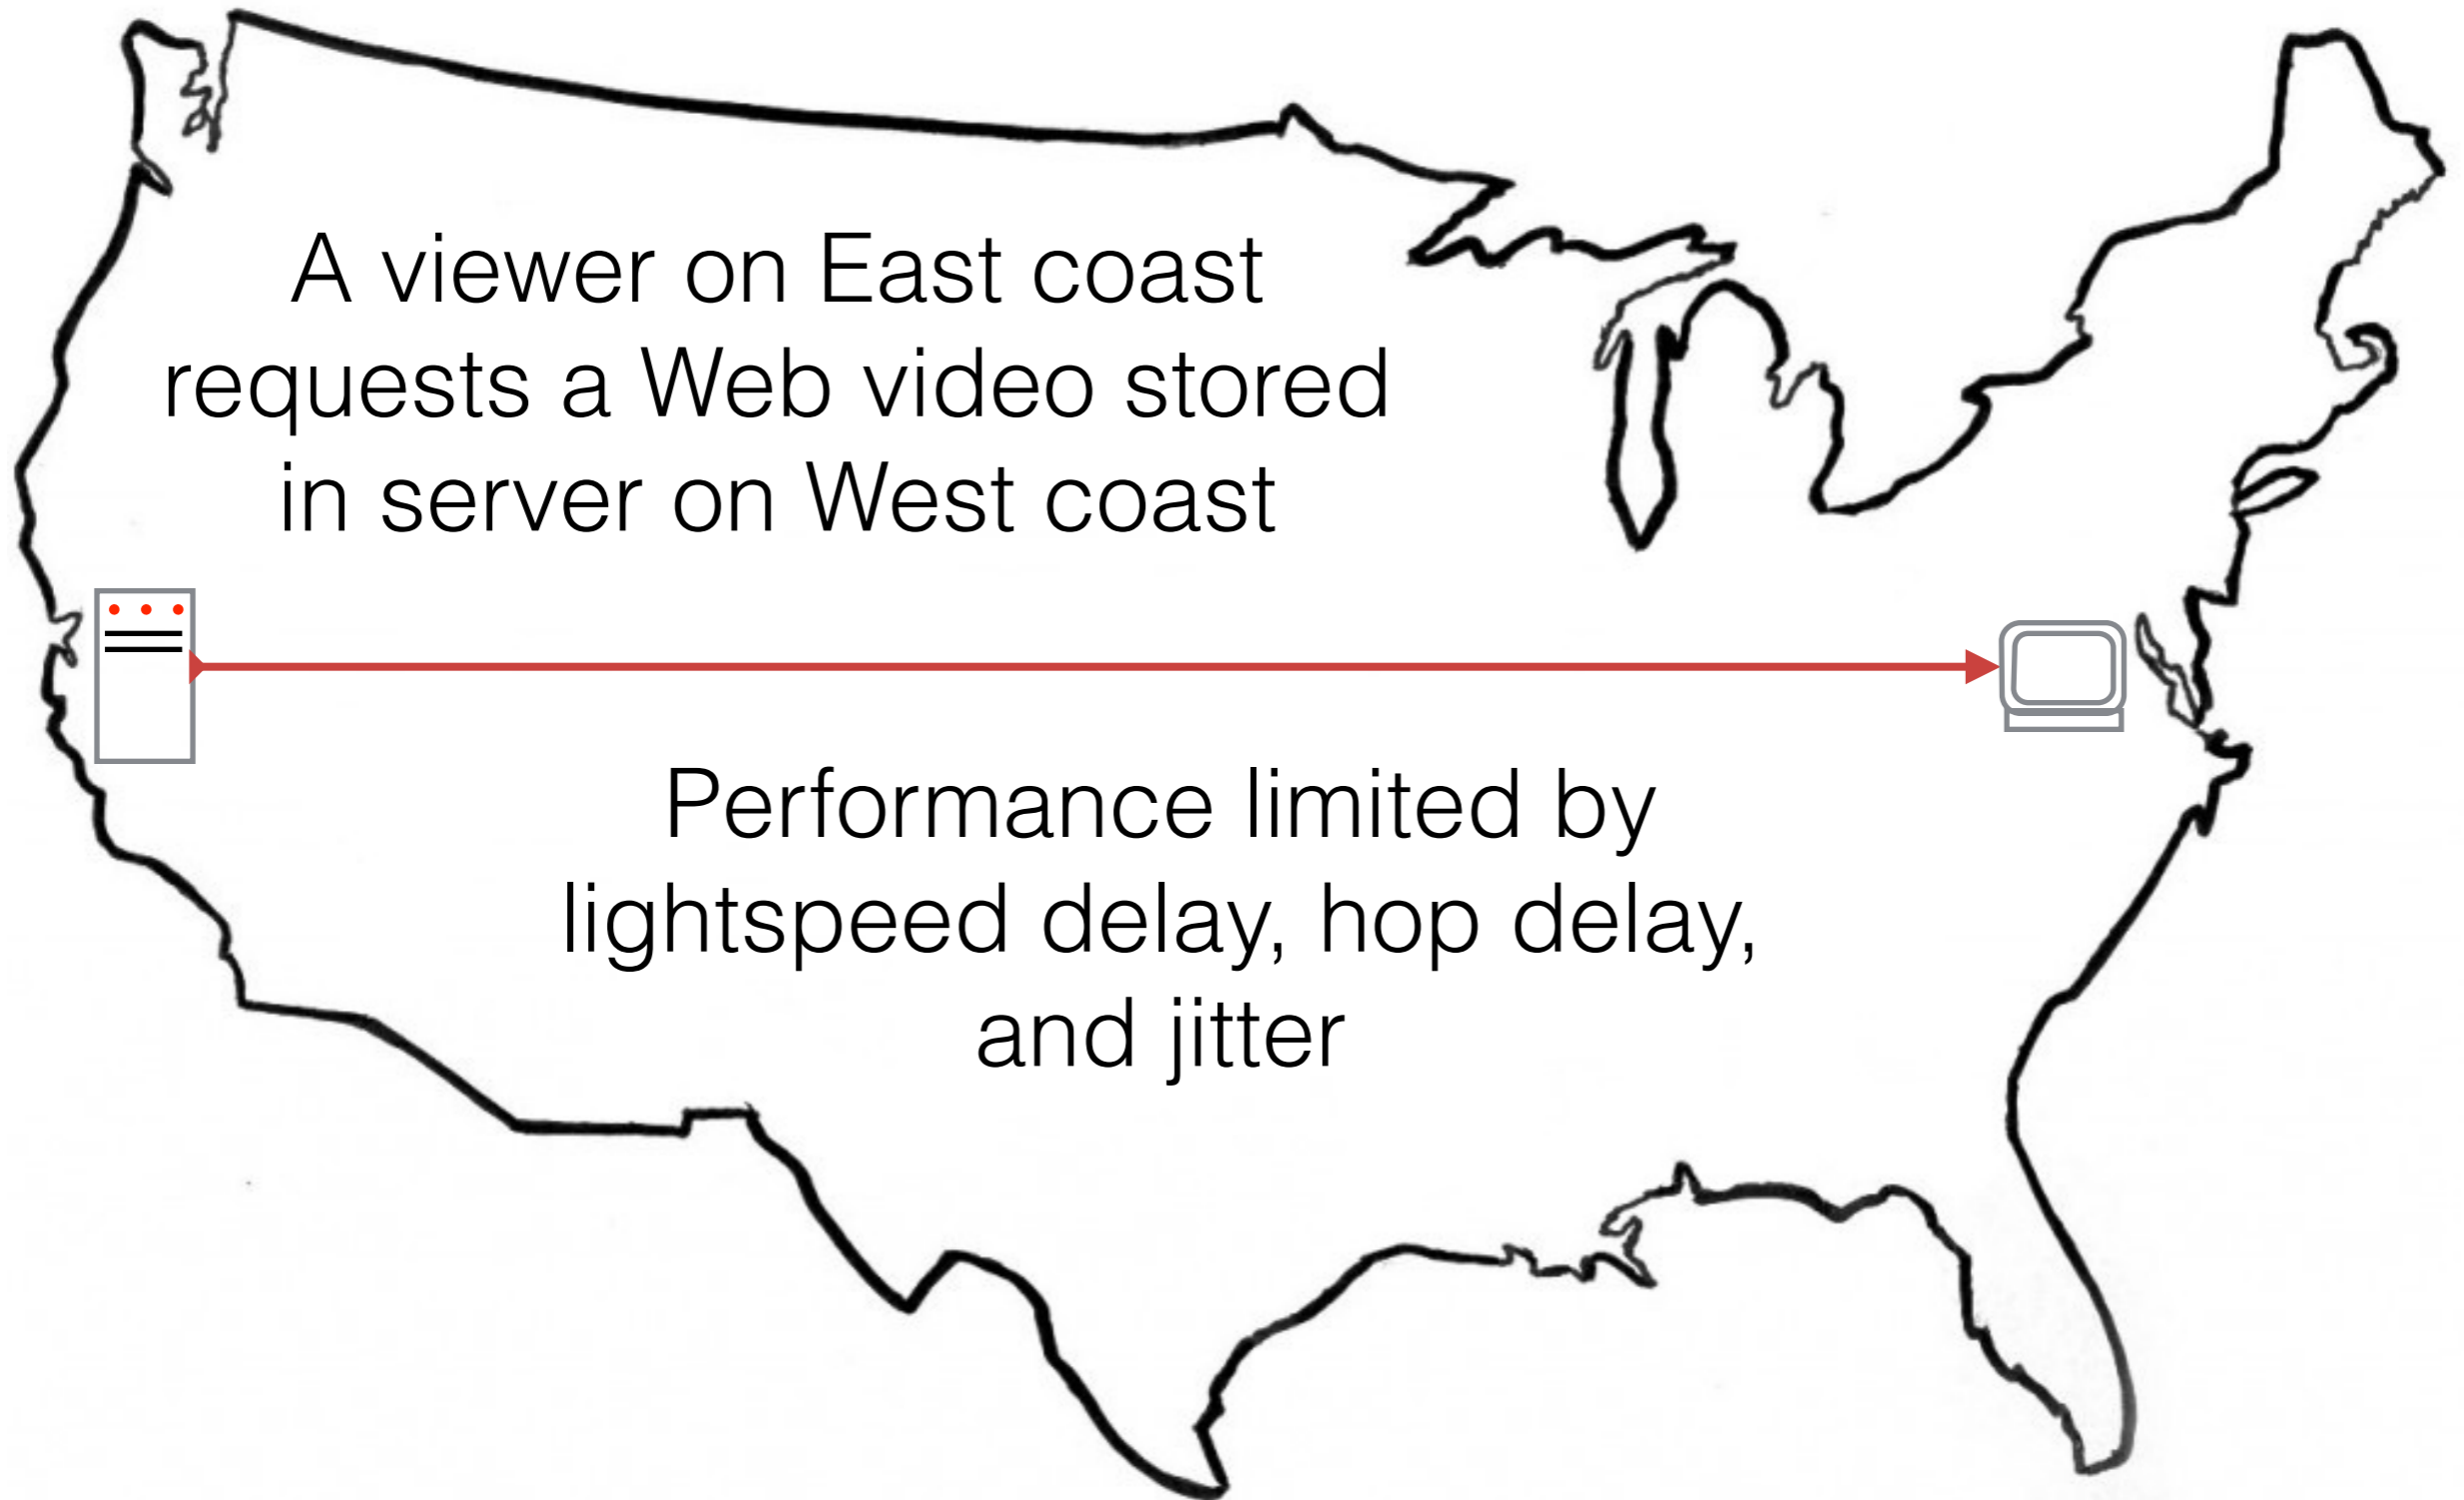 A viewer on East coast
requests a Web video stored
in server on West coast
Performance limited by
lightspeed delay, hop delay,
and jitter